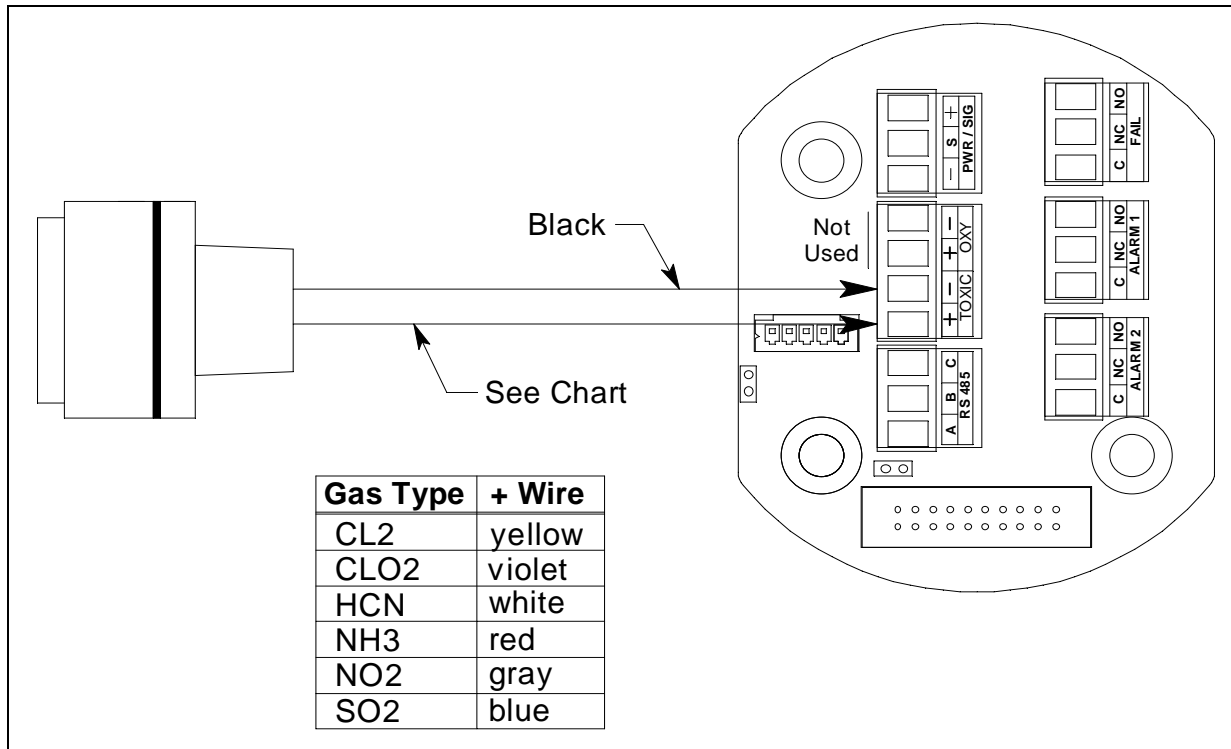 Black
See Chart
Not
Used
+ S −
PWR / SIG
− + − +
OXY
TOXIC
C B A
RS 485
NO NC C
FAIL
NO NC C
ALARM 1
NO NC C
ALARM 2
Gas Type + Wire
CL2 yellow
CLO2 violet
HCN white
NH3 red
NO2 gray
SO2 blue